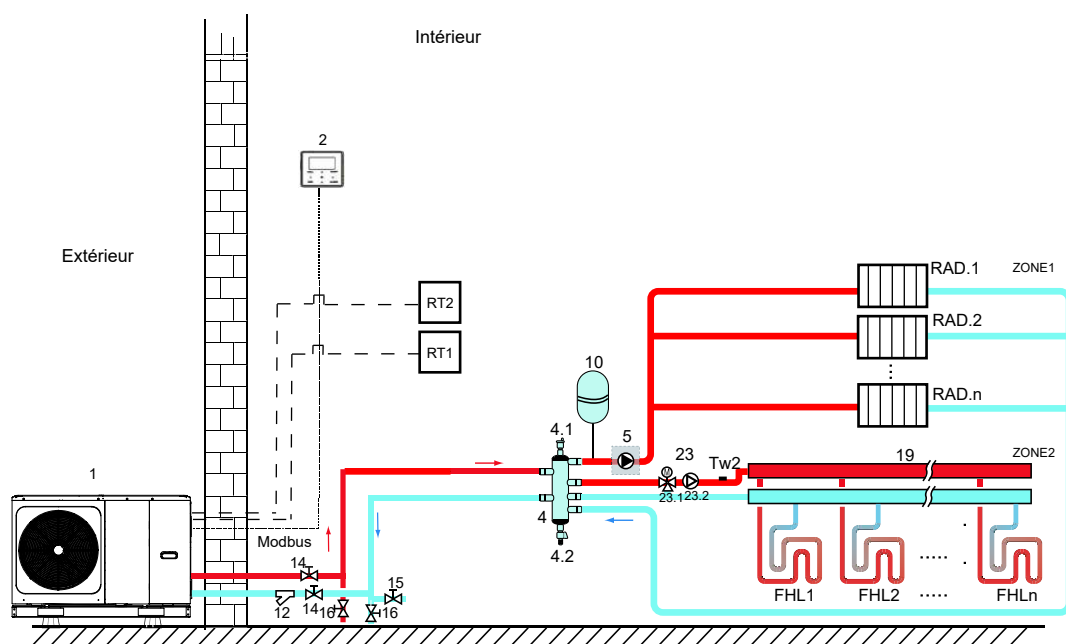 Intérieur
2
Extérieur
RAD.1
ZONE1
RT2
RAD.2
RT1
10
RAD.n
4.1
5
23
Tw2
19
ZONE2
M
1
23.1
23.2
4
Modbus
4.2
14
15
12
14
16
16
FHL1
FHL2
FHLn